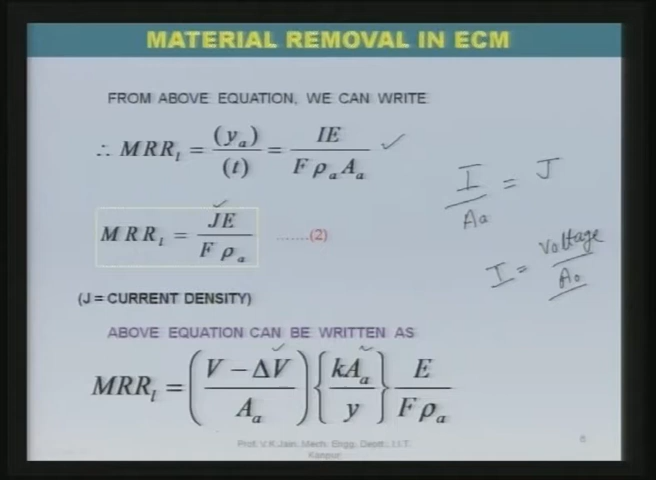 MATERIAL REMOVAL IN ECM
FROM ABOVE EQUATION, WE CAN WRITE
∴ MRR_l = (y_a) / (t) = IE / (F ρ_a A_a) ✓
I / A_a = J
MRR_l = JE / (F ρ_a) .......(2)
I = voltage / A_o
(J = CURRENT DENSITY)
ABOVE EQUATION CAN BE WRITTEN AS
MRR_l = ((V − ΔV) / A_a) {kA_a / y} E / (F ρ_a)
Prof. V.K.Jain, Mech. Engg. Deptt.; I.I.T. 6
Kanpur